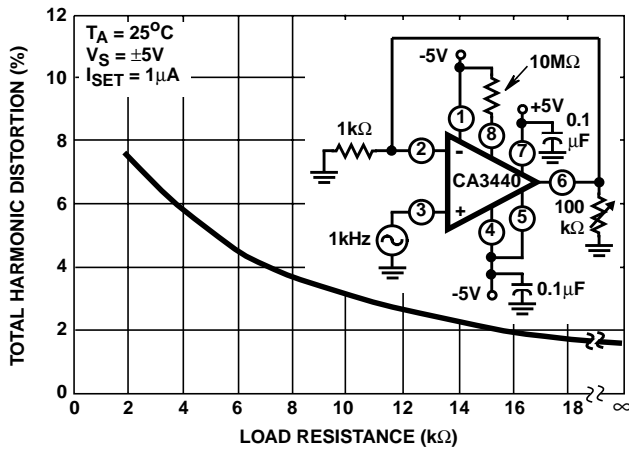 12
10
8
6
4
2
0
TOTAL HARMONIC DISTORTION (%)
T_A = 25°C
V_S = ±5V
I_SET = 1μA
-5V
10MΩ
+5V
0.1
μF
1kΩ
1
8
7
2
-
CA3440
6
3
+
4
5
100
kΩ
1kHz
-5V
0.1μF
0 2 4 6 8 10 12 14 16 18 ∞
LOAD RESISTANCE (kΩ)